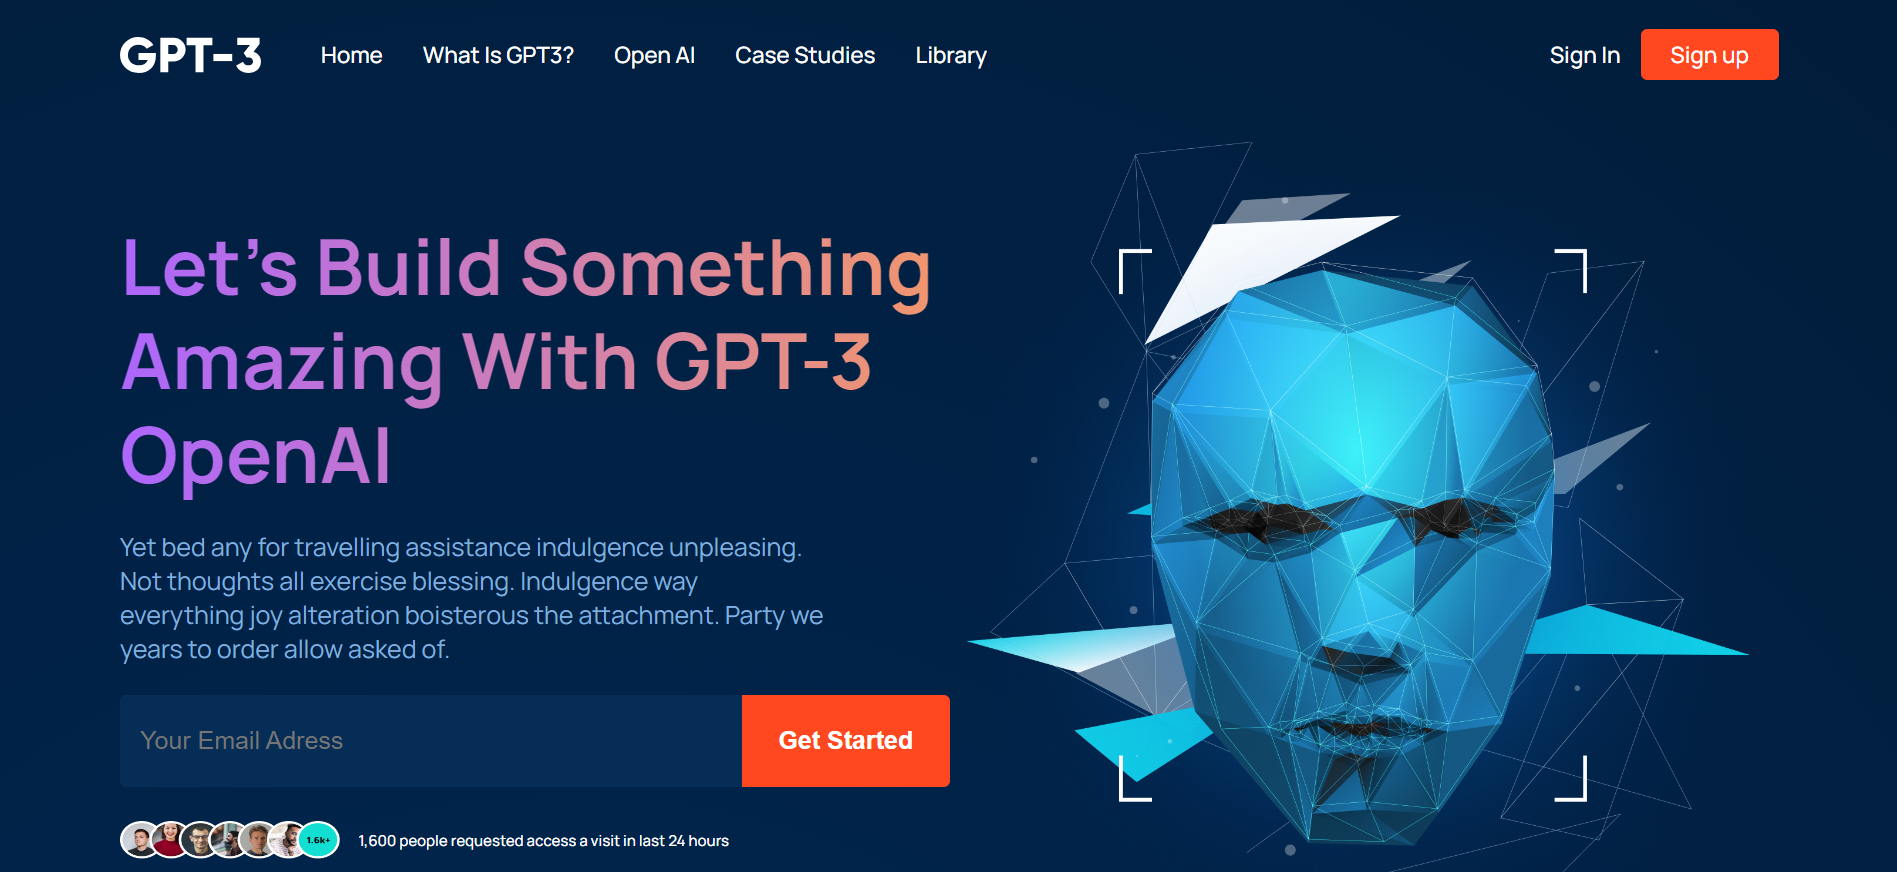 GPT-3
Home
What Is GPT3?
Open AI
Case Studies
Library
Sign In
Sign up
Let’s Build Something
Amazing With GPT-3
OpenAI
Yet bed any for travelling assistance indulgence unpleasing.
Not thoughts all exercise blessing. Indulgence way
everything joy alteration boisterous the attachment. Party we
years to order allow asked of.
Your Email Adress
Get Started
1.6k+
1,600 people requested access a visit in last 24 hours